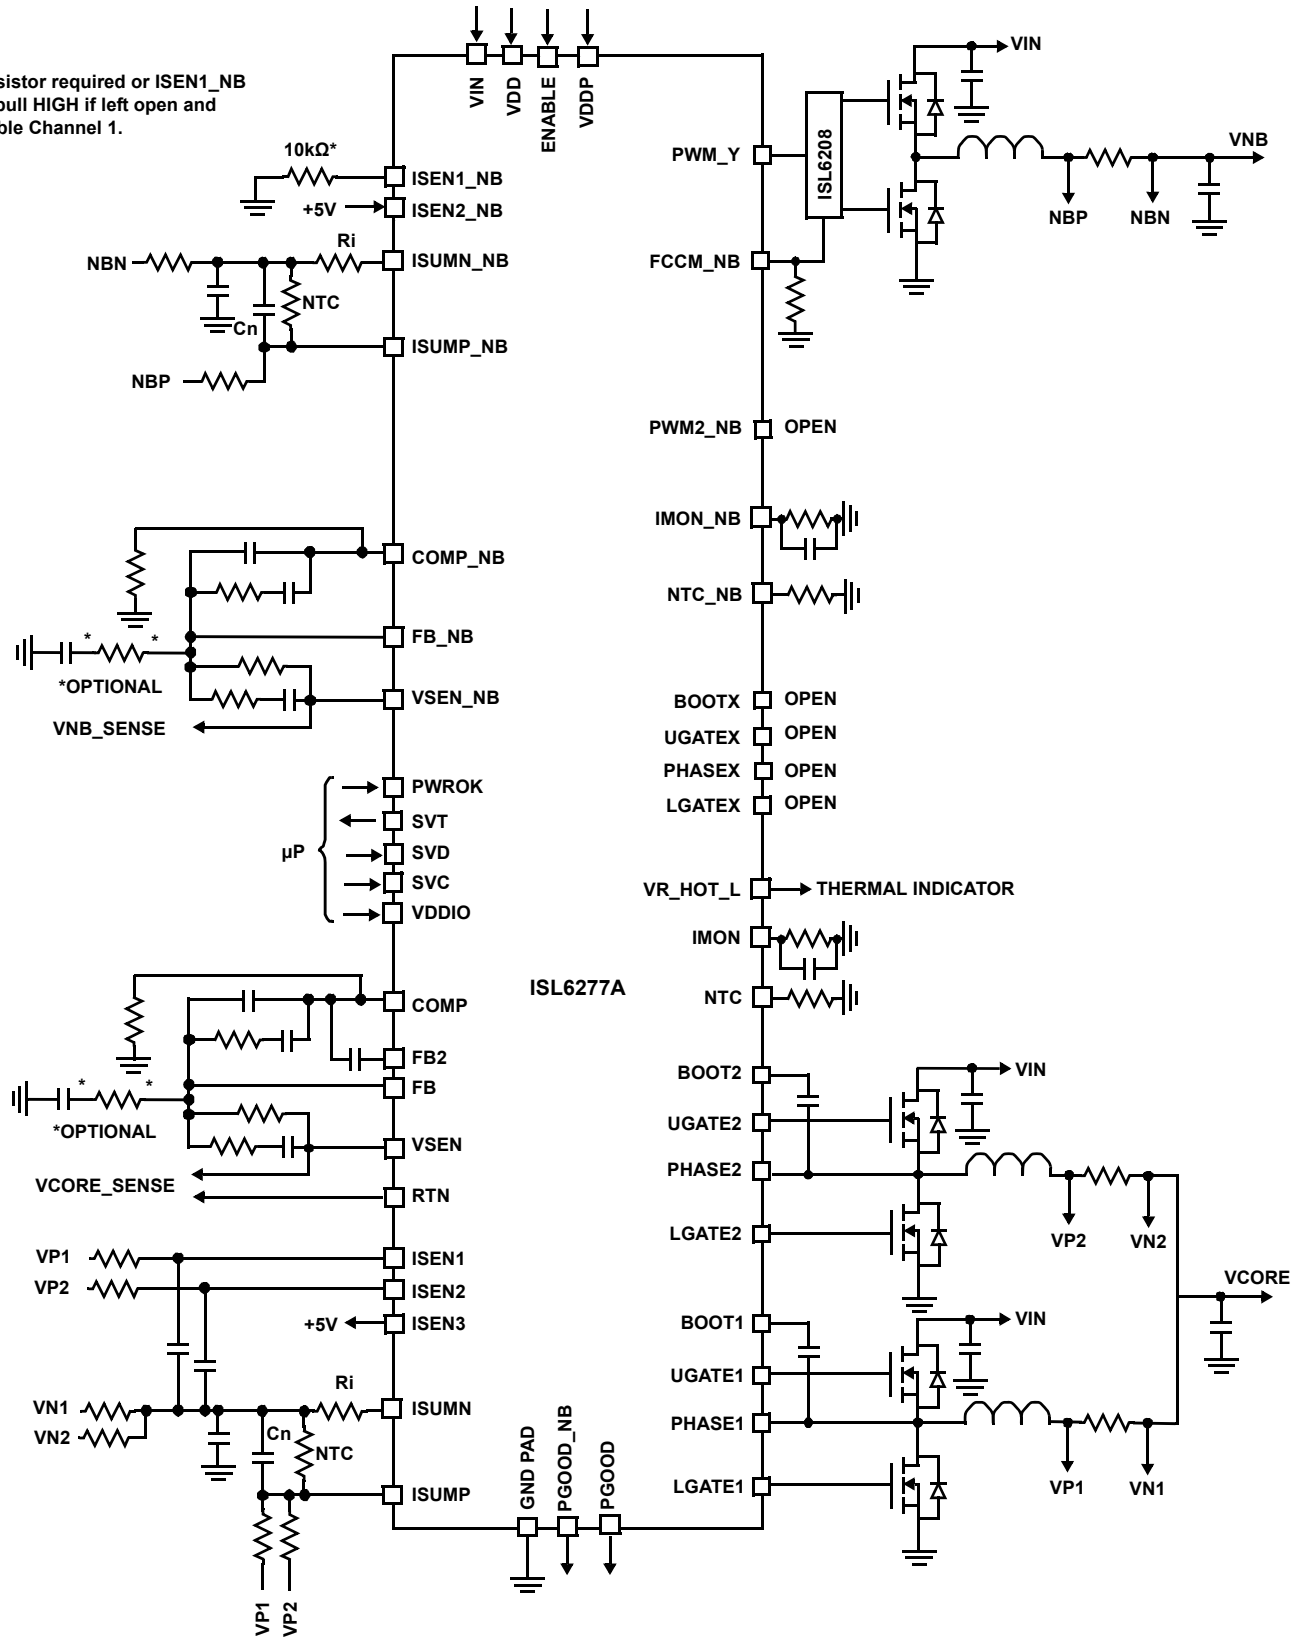 sistor required or ISEN1_NB
pull HIGH if left open and
ble Channel 1.
VIN
VDD
ENABLE
VDDP
10kΩ*
ISEN1_NB
+5V
ISEN2_NB
NBN
Ri
ISUMN_NB
NTC
Cn
ISUMP_NB
NBP
COMP_NB
FB_NB
* *
*OPTIONAL
VSEN_NB
VNB_SENSE
µP
PWROK
SVT
SVD
SVC
VDDIO
COMP
FB2
FB
* *
*OPTIONAL
VSEN
VCORE_SENSE
RTN
VP1
ISEN1
VP2
ISEN2
+5V
ISEN3
Ri
VN1
ISUMN
VN2
Cn
NTC
ISUMP
VP1
VP2
GND PAD
PGOOD_NB
PGOOD
ISL6277A
PWM_Y
ISL6208
VIN
VNB
NBP
NBN
FCCM_NB
PWM2_NB
OPEN
IMON_NB
NTC_NB
BOOTX
OPEN
UGATEX
OPEN
PHASEX
OPEN
LGATEX
OPEN
VR_HOT_L
THERMAL INDICATOR
IMON
NTC
BOOT2
VIN
UGATE2
PHASE2
LGATE2
VP2
VN2
VCORE
BOOT1
VIN
UGATE1
PHASE1
LGATE1
VP1
VN1